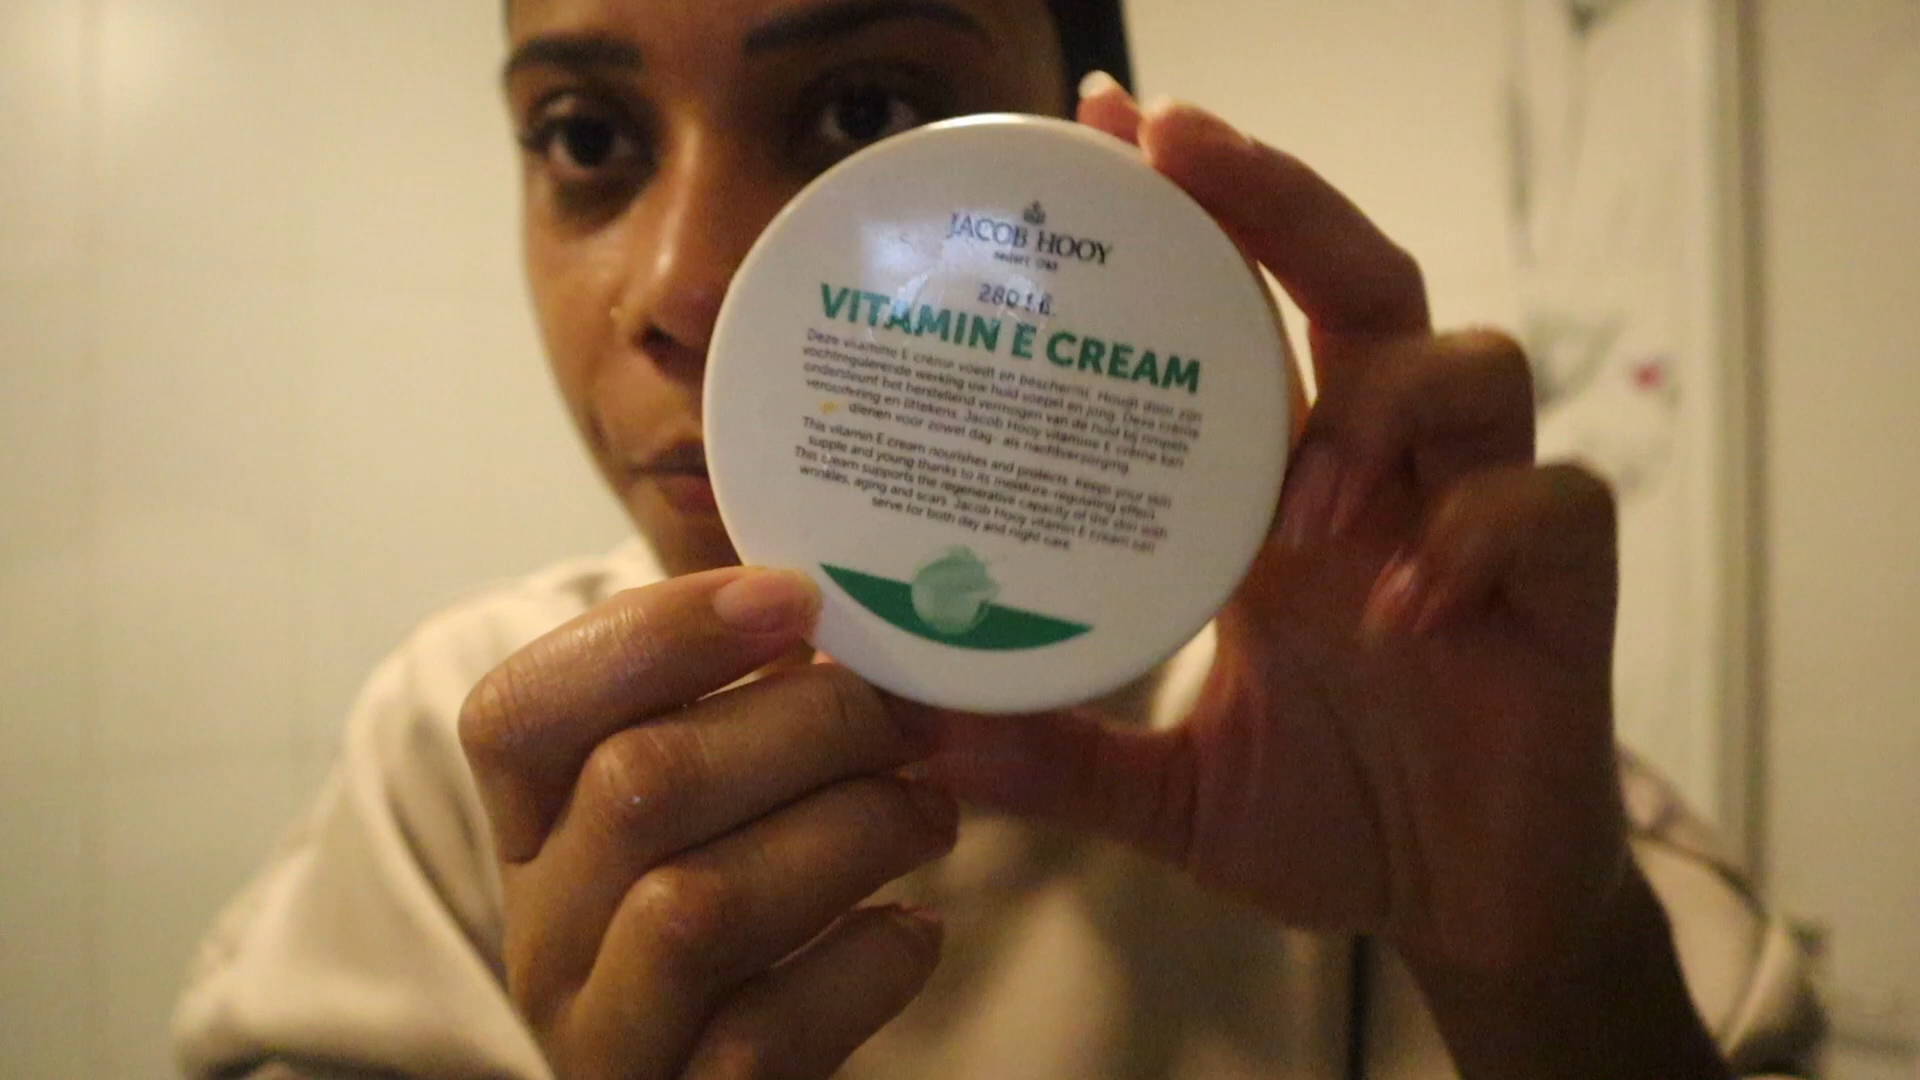 JACOB HOOY
VITAMIN E CREAM
Deze vitamine E crème voedt en beschermt. Houdt door zijn
vochtregulerende werking uw huid soepel en jong. Deze crème
ondersteunt het herstellend vermogen van de huid bij rimpels,
veroudering en littekens. Jacob Hooy vitamine E crème kan
dienen voor zowel dag- als nachtverzorging.
This vitamin E cream nourishes and protects. Keeps your skin
supple and young thanks to its moisture-regulating effect.
This cream supports the regenerative capacity of the skin with
wrinkles, aging and scars. Jacob Hooy vitamin E cream can
serve for both day and night care.